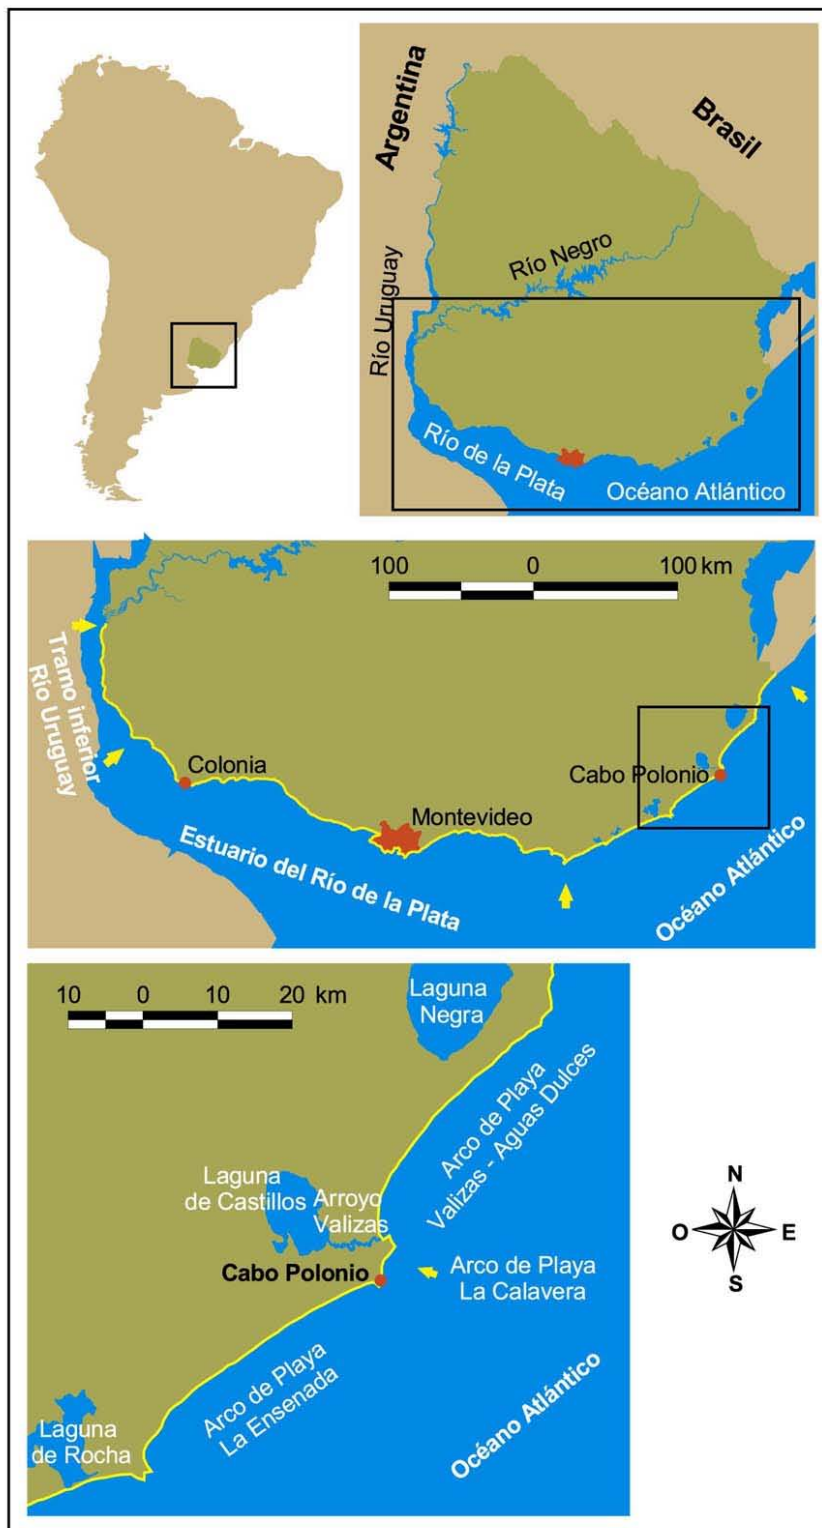 Argentina
Brasil
Río Negro
Río Uruguay
Río de la Plata
Océano Atlántico
100 0 100 km
Tramo inferior
Río Uruguay
Colonia
Cabo Polonio
Montevideo
Estuario del Río de la Plata
Océano Atlántico
10 0 10 20 km
Laguna
Negra
Arco de Playa
Valizas - Aguas Dulces
Laguna
de Castillos
Arroyo
Valizas
Cabo Polonio
Arco de Playa
La Calavera
Arco de Playa
La Ensenada
Laguna
de Rocha
Océano Atlántico
N
O E
S